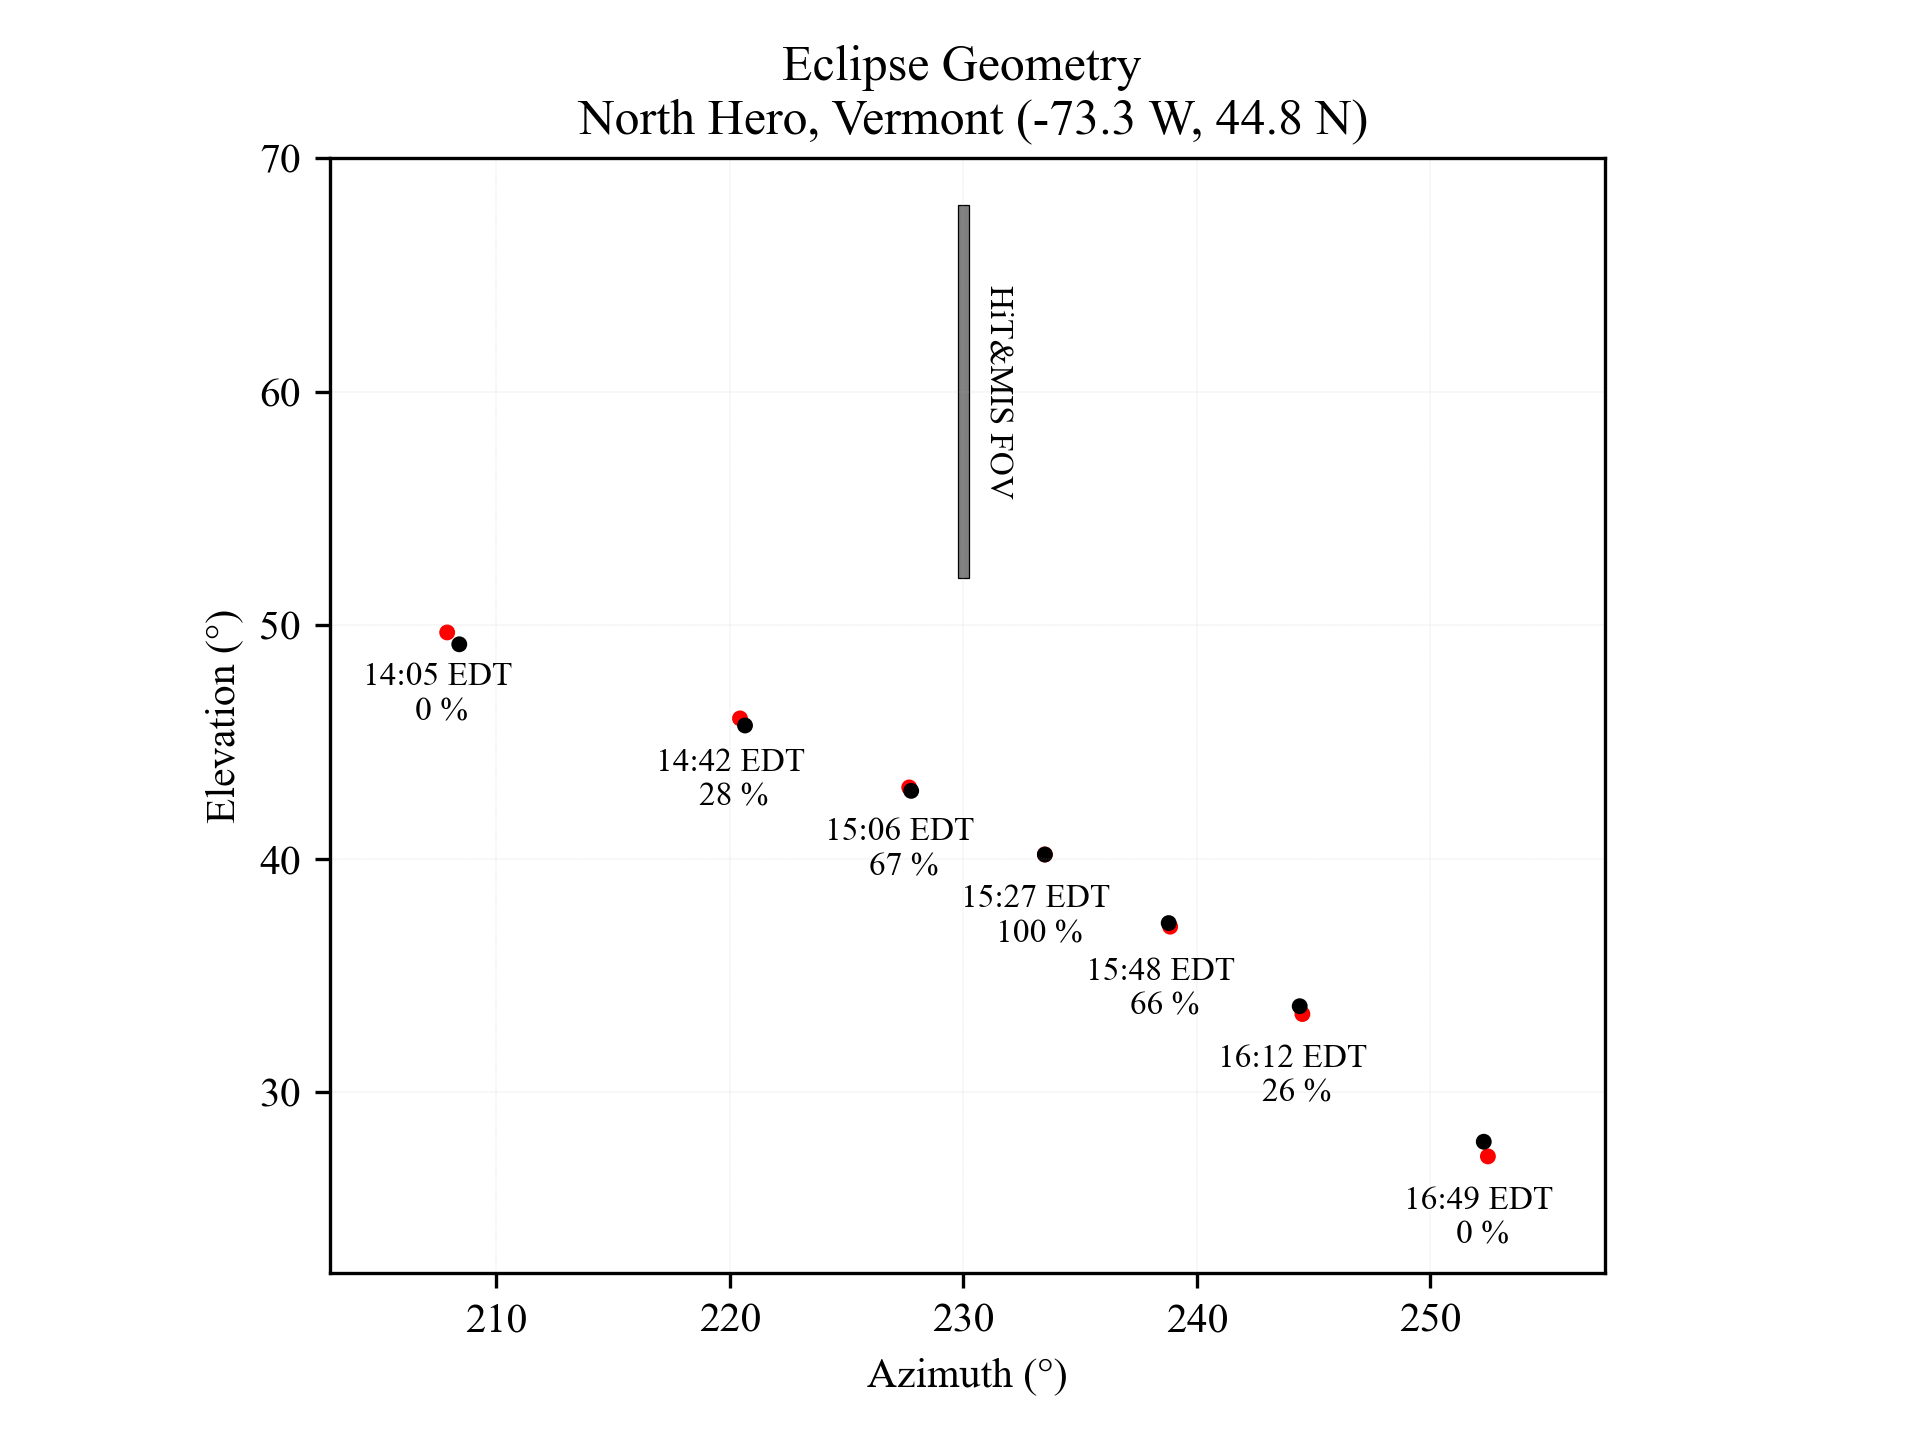 Eclipse Geometry
North Hero, Vermont (-73.3 W, 44.8 N)
70
60
50
40
30
Elevation (°)
HiT&MIS FOV
14:05 EDT
0 %
14:42 EDT
28 %
15:06 EDT
67 %
15:27 EDT
100 %
15:48 EDT
66 %
16:12 EDT
26 %
16:49 EDT
0 %
210
220
230
240
250
Azimuth (°)